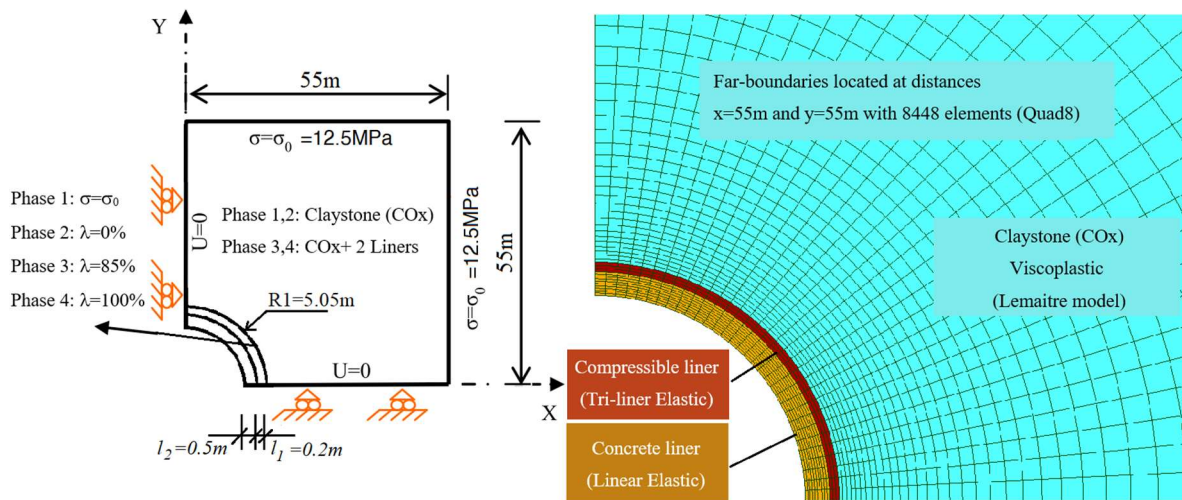 Y
55m
σ=σ₀ =12.5MPa
Phase 1: σ=σ₀
Phase 2: λ=0%
Phase 3: λ=85%
Phase 4: λ=100%
U=0
Phase 1,2: Claystone (COx)
Phase 3,4: COx+ 2 Liners
R1=5.05m
U=0
σ=σ₀ =12.5MPa
55m
X
l₂=0.5m
l₁=0.2m
Far-boundaries located at distances
x=55m and y=55m with 8448 elements (Quad8)
Claystone (COx)
Viscoplastic
(Lemaitre model)
Compressible liner
(Tri-liner Elastic)
Concrete liner
(Linear Elastic)